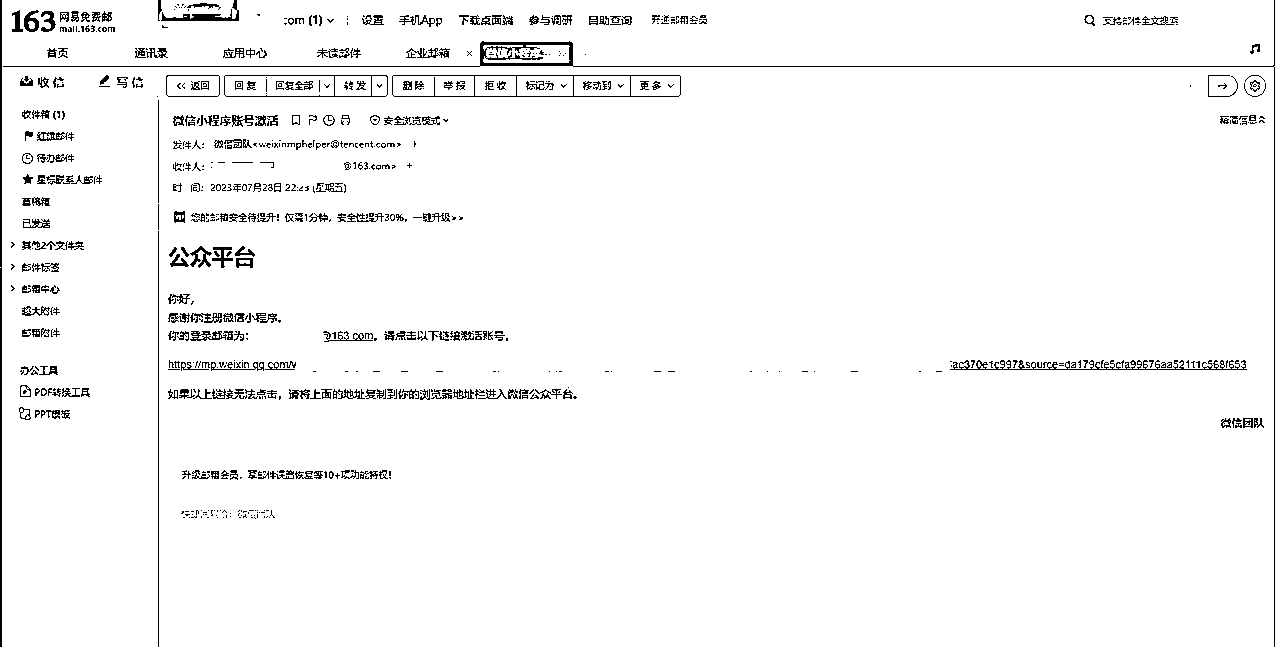 163 网易免费邮
mail.163.com
.com (1) 设置 手机App 下载桌面端 参与调研 自助查询 开通邮箱会员
支持邮件全文搜索
首页 通讯录 应用中心 未读邮件 企业邮箱 ×
收信 写信
<< 返回 回复 回复全部 转发 删除 举报 拒收 标记为 移动到 更多
收件箱 (1)
红旗邮件
待办邮件
星标联系人邮件
草稿箱
已发送
其他2个文件夹
邮件标签
邮箱中心
超大附件
邮箱附件
办公工具
PDF转换工具
PPT模板
微信小程序账号激活 安全浏览模式
精简信息
发件人: 微信团队<weixinmphelper@tencent.com> +
收件人: @163.com> +
时 间: 2023年07月28日 22:23 (星期五)
您的邮箱安全待提升！仅需1分钟，安全性提升30%，一键升级>>
公众平台
你好，
感谢你注册微信小程序。
你的登录邮箱为: @163.com。请点击以下链接激活账号。
https://mp.weixin.qq.com/ ac370e1c997&source=da179cfe5cfa99676aa52111c568f653
如果以上链接无法点击，请将上面的地址复制到你的浏览器地址栏进入微信公众平台。
微信团队
升级邮箱会员，享邮件误删恢复等10+项功能特权！
快捷回复给：微信团队